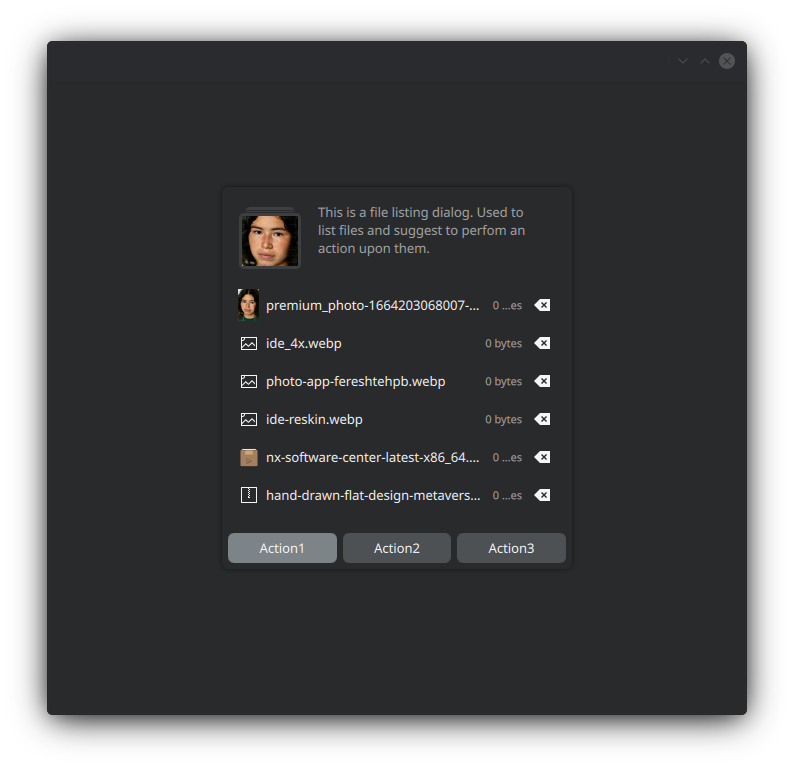 This is a file listing dialog. Used to
list files and suggest to perfom an
action upon them.
premium_photo-1664203068007-... 0 ...es
ide_4x.webp 0 bytes
photo-app-fereshtehpb.webp 0 bytes
ide-reskin.webp 0 bytes
nx-software-center-latest-x86_64.... 0 ...es
hand-drawn-flat-design-metavers... 0 ...es
Action1 Action2 Action3